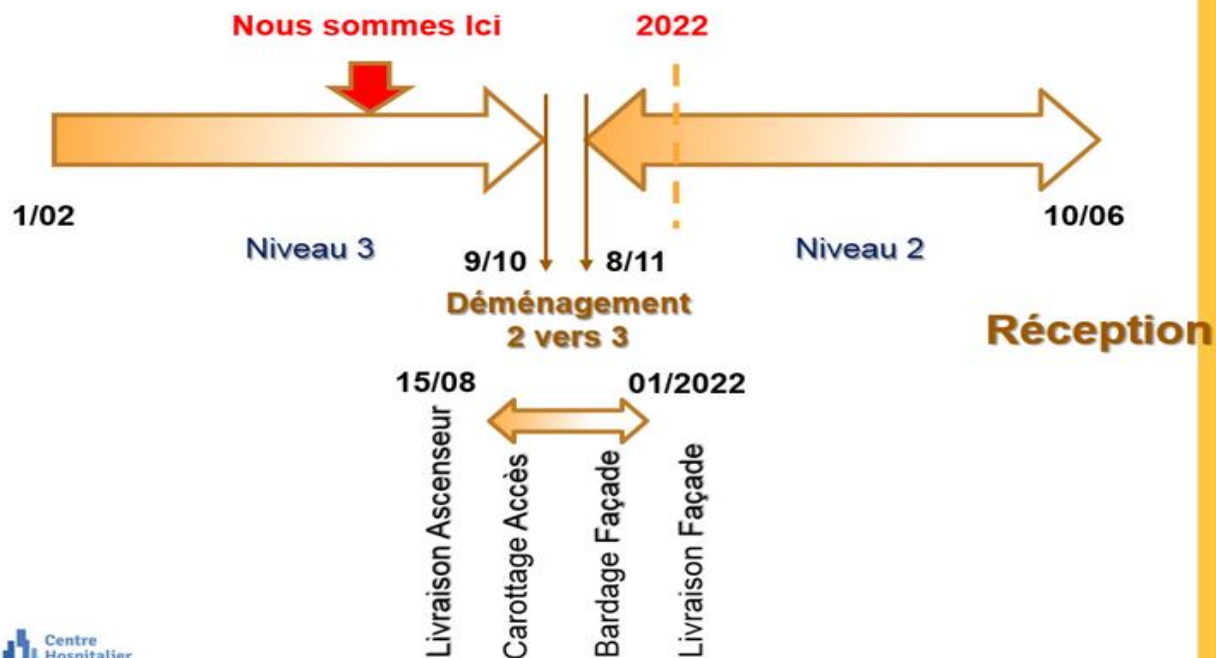 Nous sommes Ici
2022
1/02
10/06
Niveau 3
Niveau 2
9/10
8/11
Déménagement
2 vers 3
Réception
15/08
01/2022
Livraison Ascenseur
Carottage Accès
Bardage Façade
Livraison Façade
Centre
Hospitalier